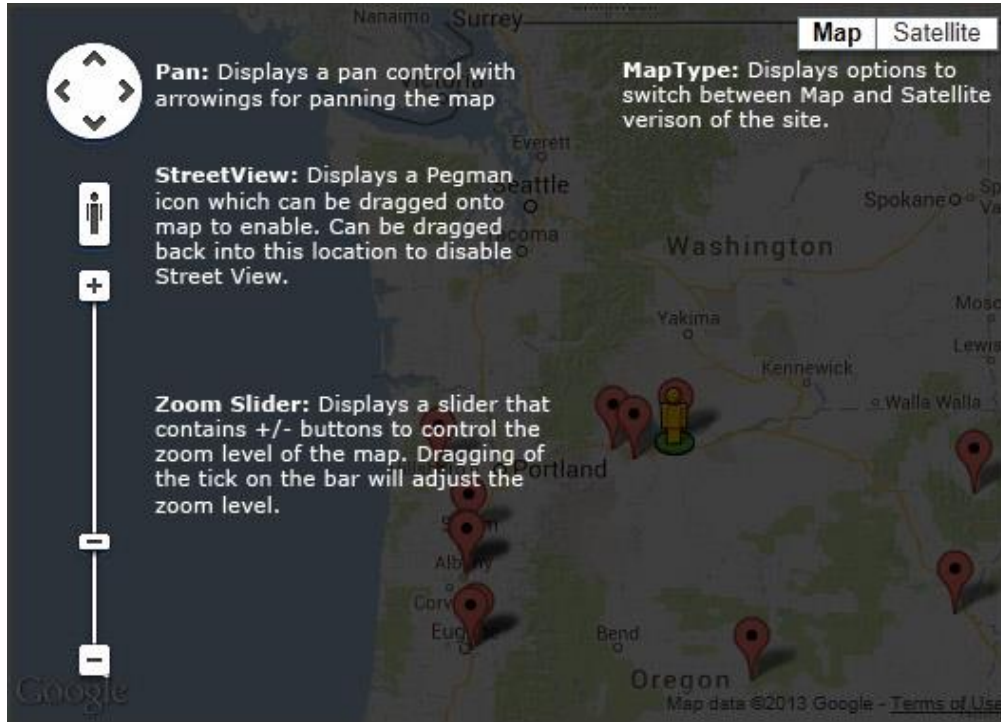 Nanaimo
Surrey
Map Satellite
Pan: Displays a pan control with
arrowings for panning the map
Victoria
MapType: Displays options to
switch between Map and Satellite
verison of the site.
Everett
StreetView: Displays a Pegman
icon which can be dragged onto
map to enable. Can be dragged
back into this location to disable
Street View.
Seattle
Spokane
Washington
+
Yakima
Kennewick
Walla Walla
Zoom Slider: Displays a slider that
contains +/- buttons to control the
zoom level of the map. Dragging of
the tick on the bar will adjust the
zoom level.
Portland
-
Bend
-
Google
Oregon
Map data ©2013 Google - Terms of Use